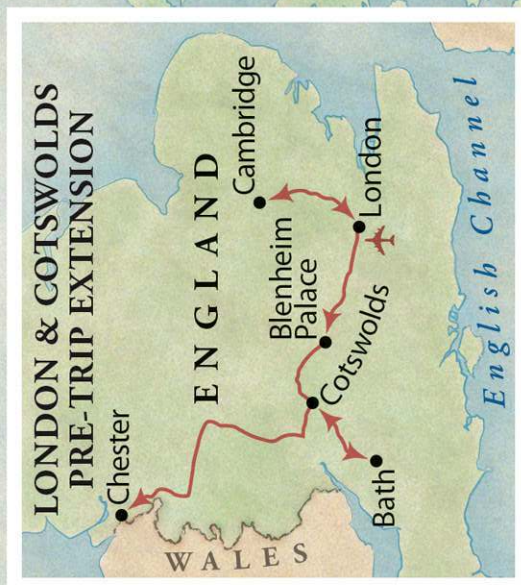 LONDON & COTSWOLDS
PRE-TRIP EXTENSION
Chester
ENGLAND
Cambridge
WALES
Blenheim
Palace
London
Cotswolds
Bath
English Channel